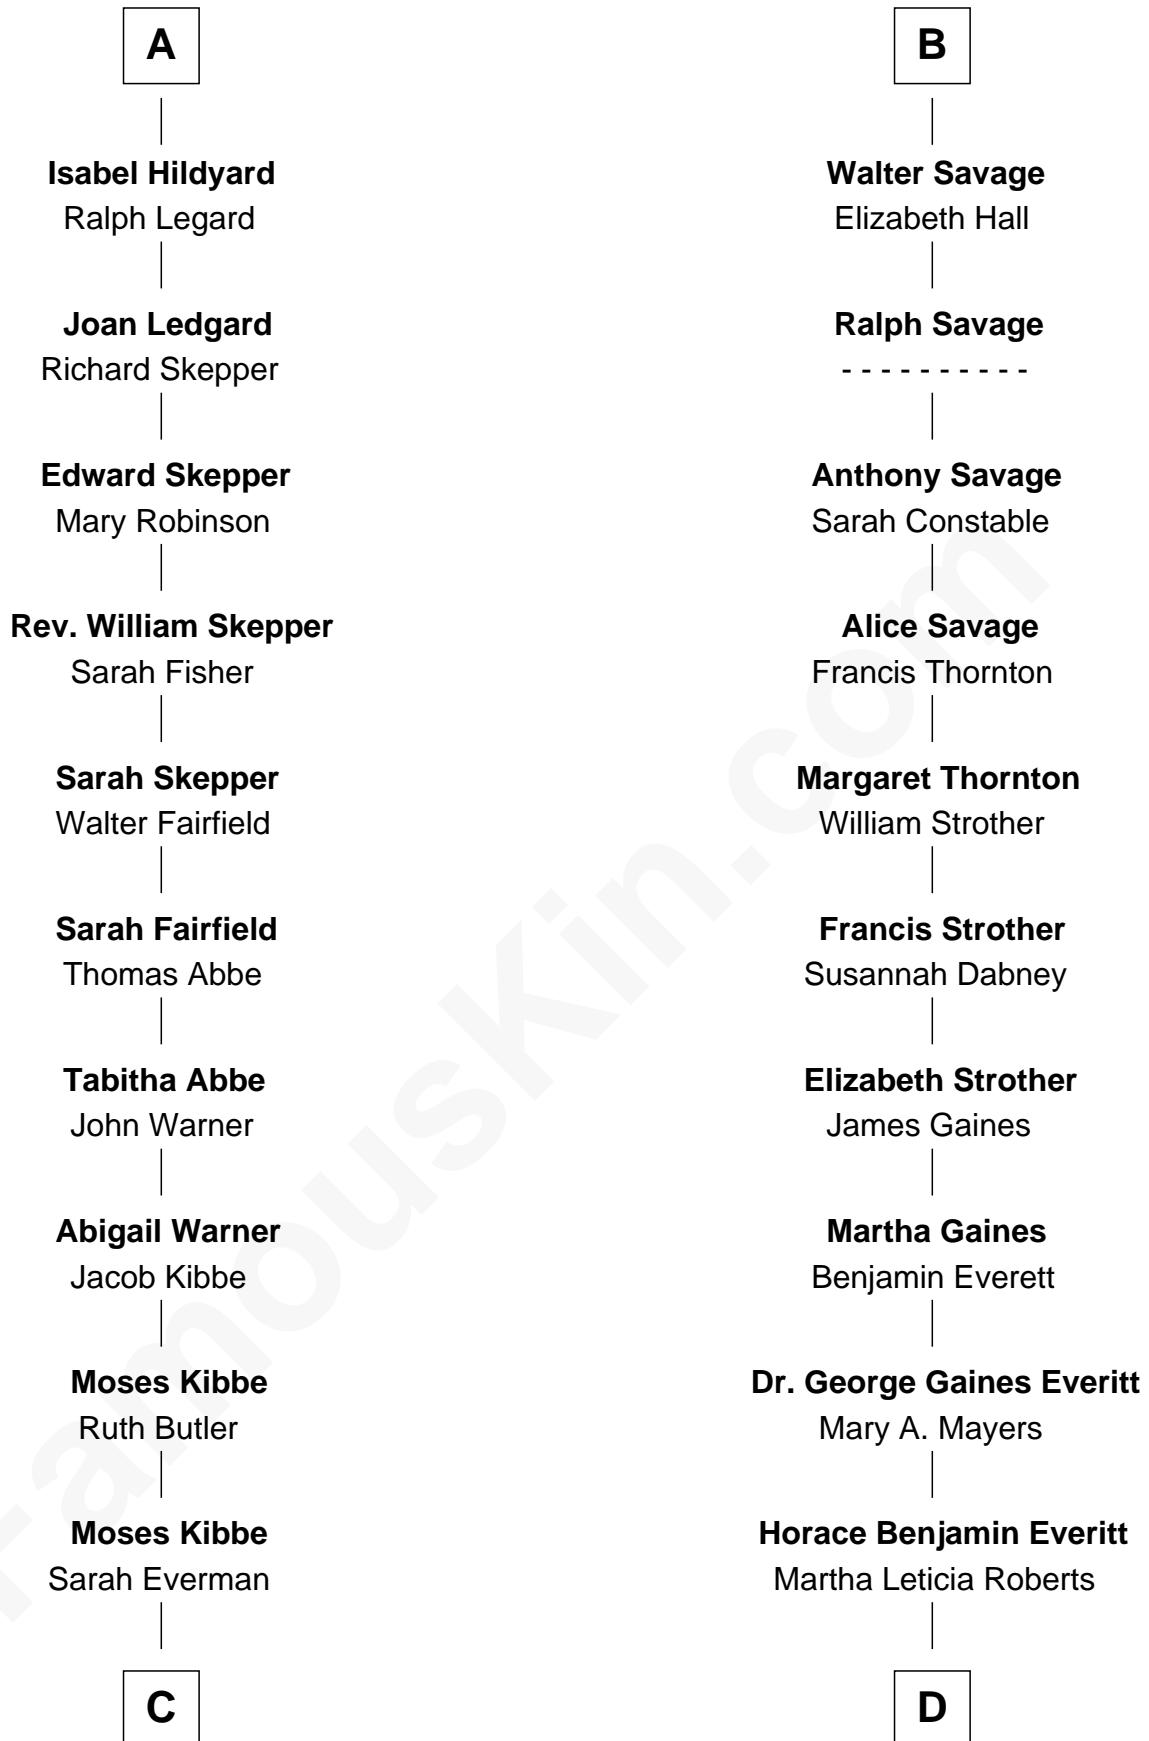 A
Isabel Hildyard
Ralph Legard
Joan Ledgard
Richard Skepper
Edward Skepper
Mary Robinson
Rev. William Skepper
Sarah Fisher
Sarah Skepper
Walter Fairfield
Sarah Fairfield
Thomas Abbe
Tabitha Abbe
John Warner
Abigail Warner
Jacob Kibbe
Moses Kibbe
Ruth Butler
Moses Kibbe
Sarah Everman
C
B
Walter Savage
Elizabeth Hall
Ralph Savage
- - - - - - - - - -
Anthony Savage
Sarah Constable
Alice Savage
Francis Thornton
Margaret Thornton
William Strother
Francis Strother
Susannah Dabney
Elizabeth Strother
James Gaines
Martha Gaines
Benjamin Everett
Dr. George Gaines Everitt
Mary A. Mayers
Horace Benjamin Everitt
Martha Leticia Roberts
D
FamousKin.com